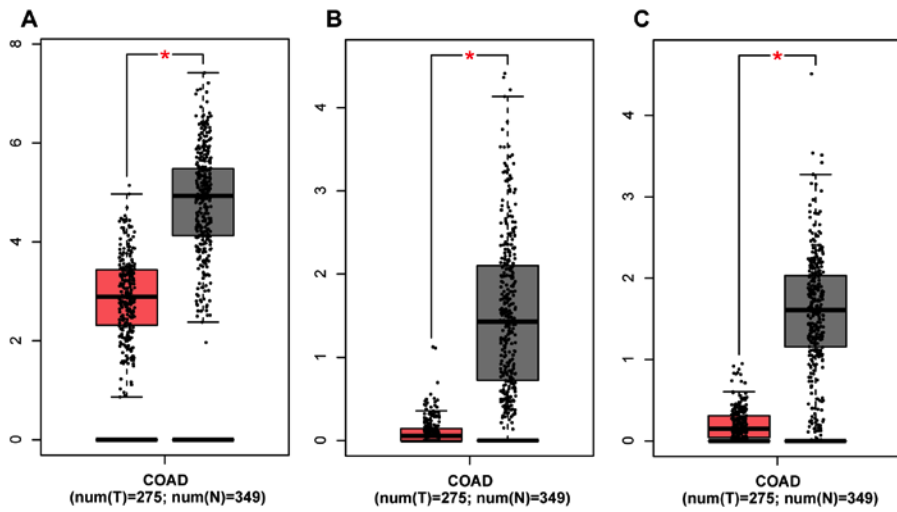 A
B
C
8
6
4
2
0
*
COAD
(num(T)=275; num(N)=349)
4
3
2
1
0
*
COAD
(num(T)=275; num(N)=349)
4
3
2
1
0
*
COAD
(num(T)=275; num(N)=349)